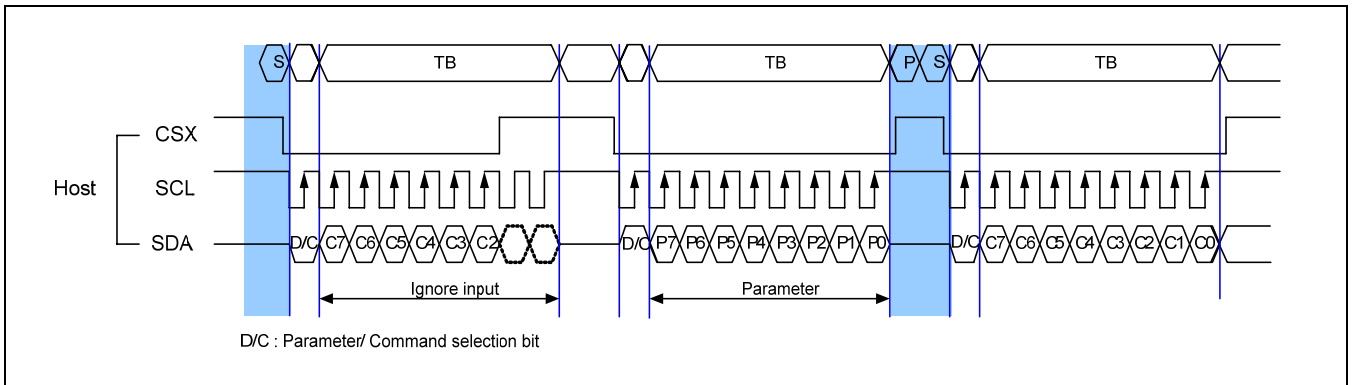 S TB TB P S TB
CSX
Host SCL
SDA D/C C7 C6 C5 C4 C3 C2 D/C P7 P6 P5 P4 P3 P2 P1 P0 D/C C7 C6 C5 C4 C3 C2 C1 C0
Ignore input Parameter
D/C : Parameter/ Command selection bit